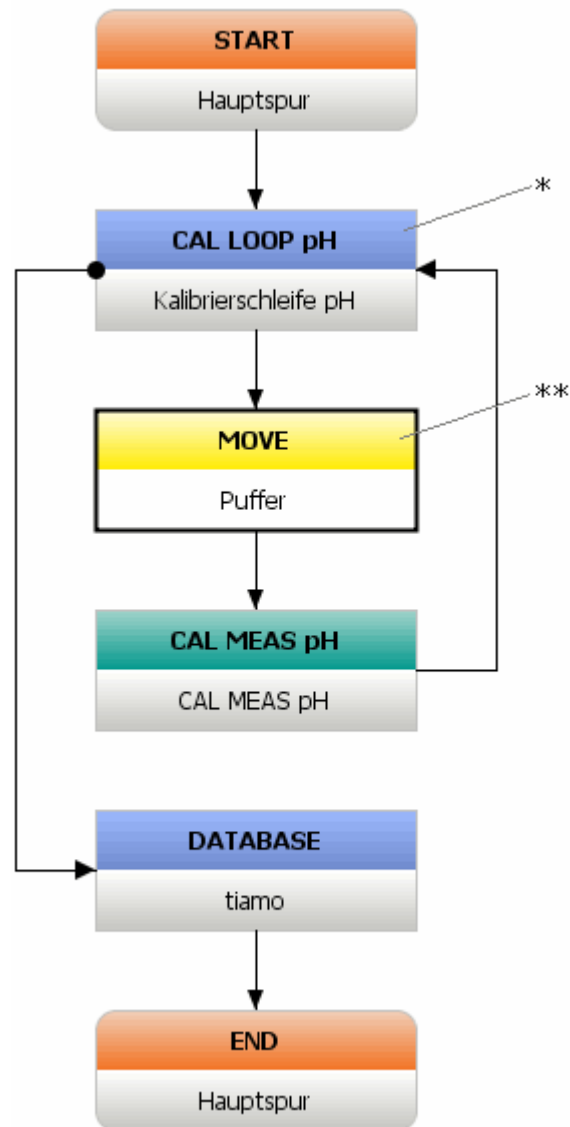 START
Hauptspur
*
CAL LOOP pH
Kalibrierschleife pH
**
MOVE
Puffer
CAL MEAS pH
CAL MEAS pH
DATABASE
tiamo
END
Hauptspur